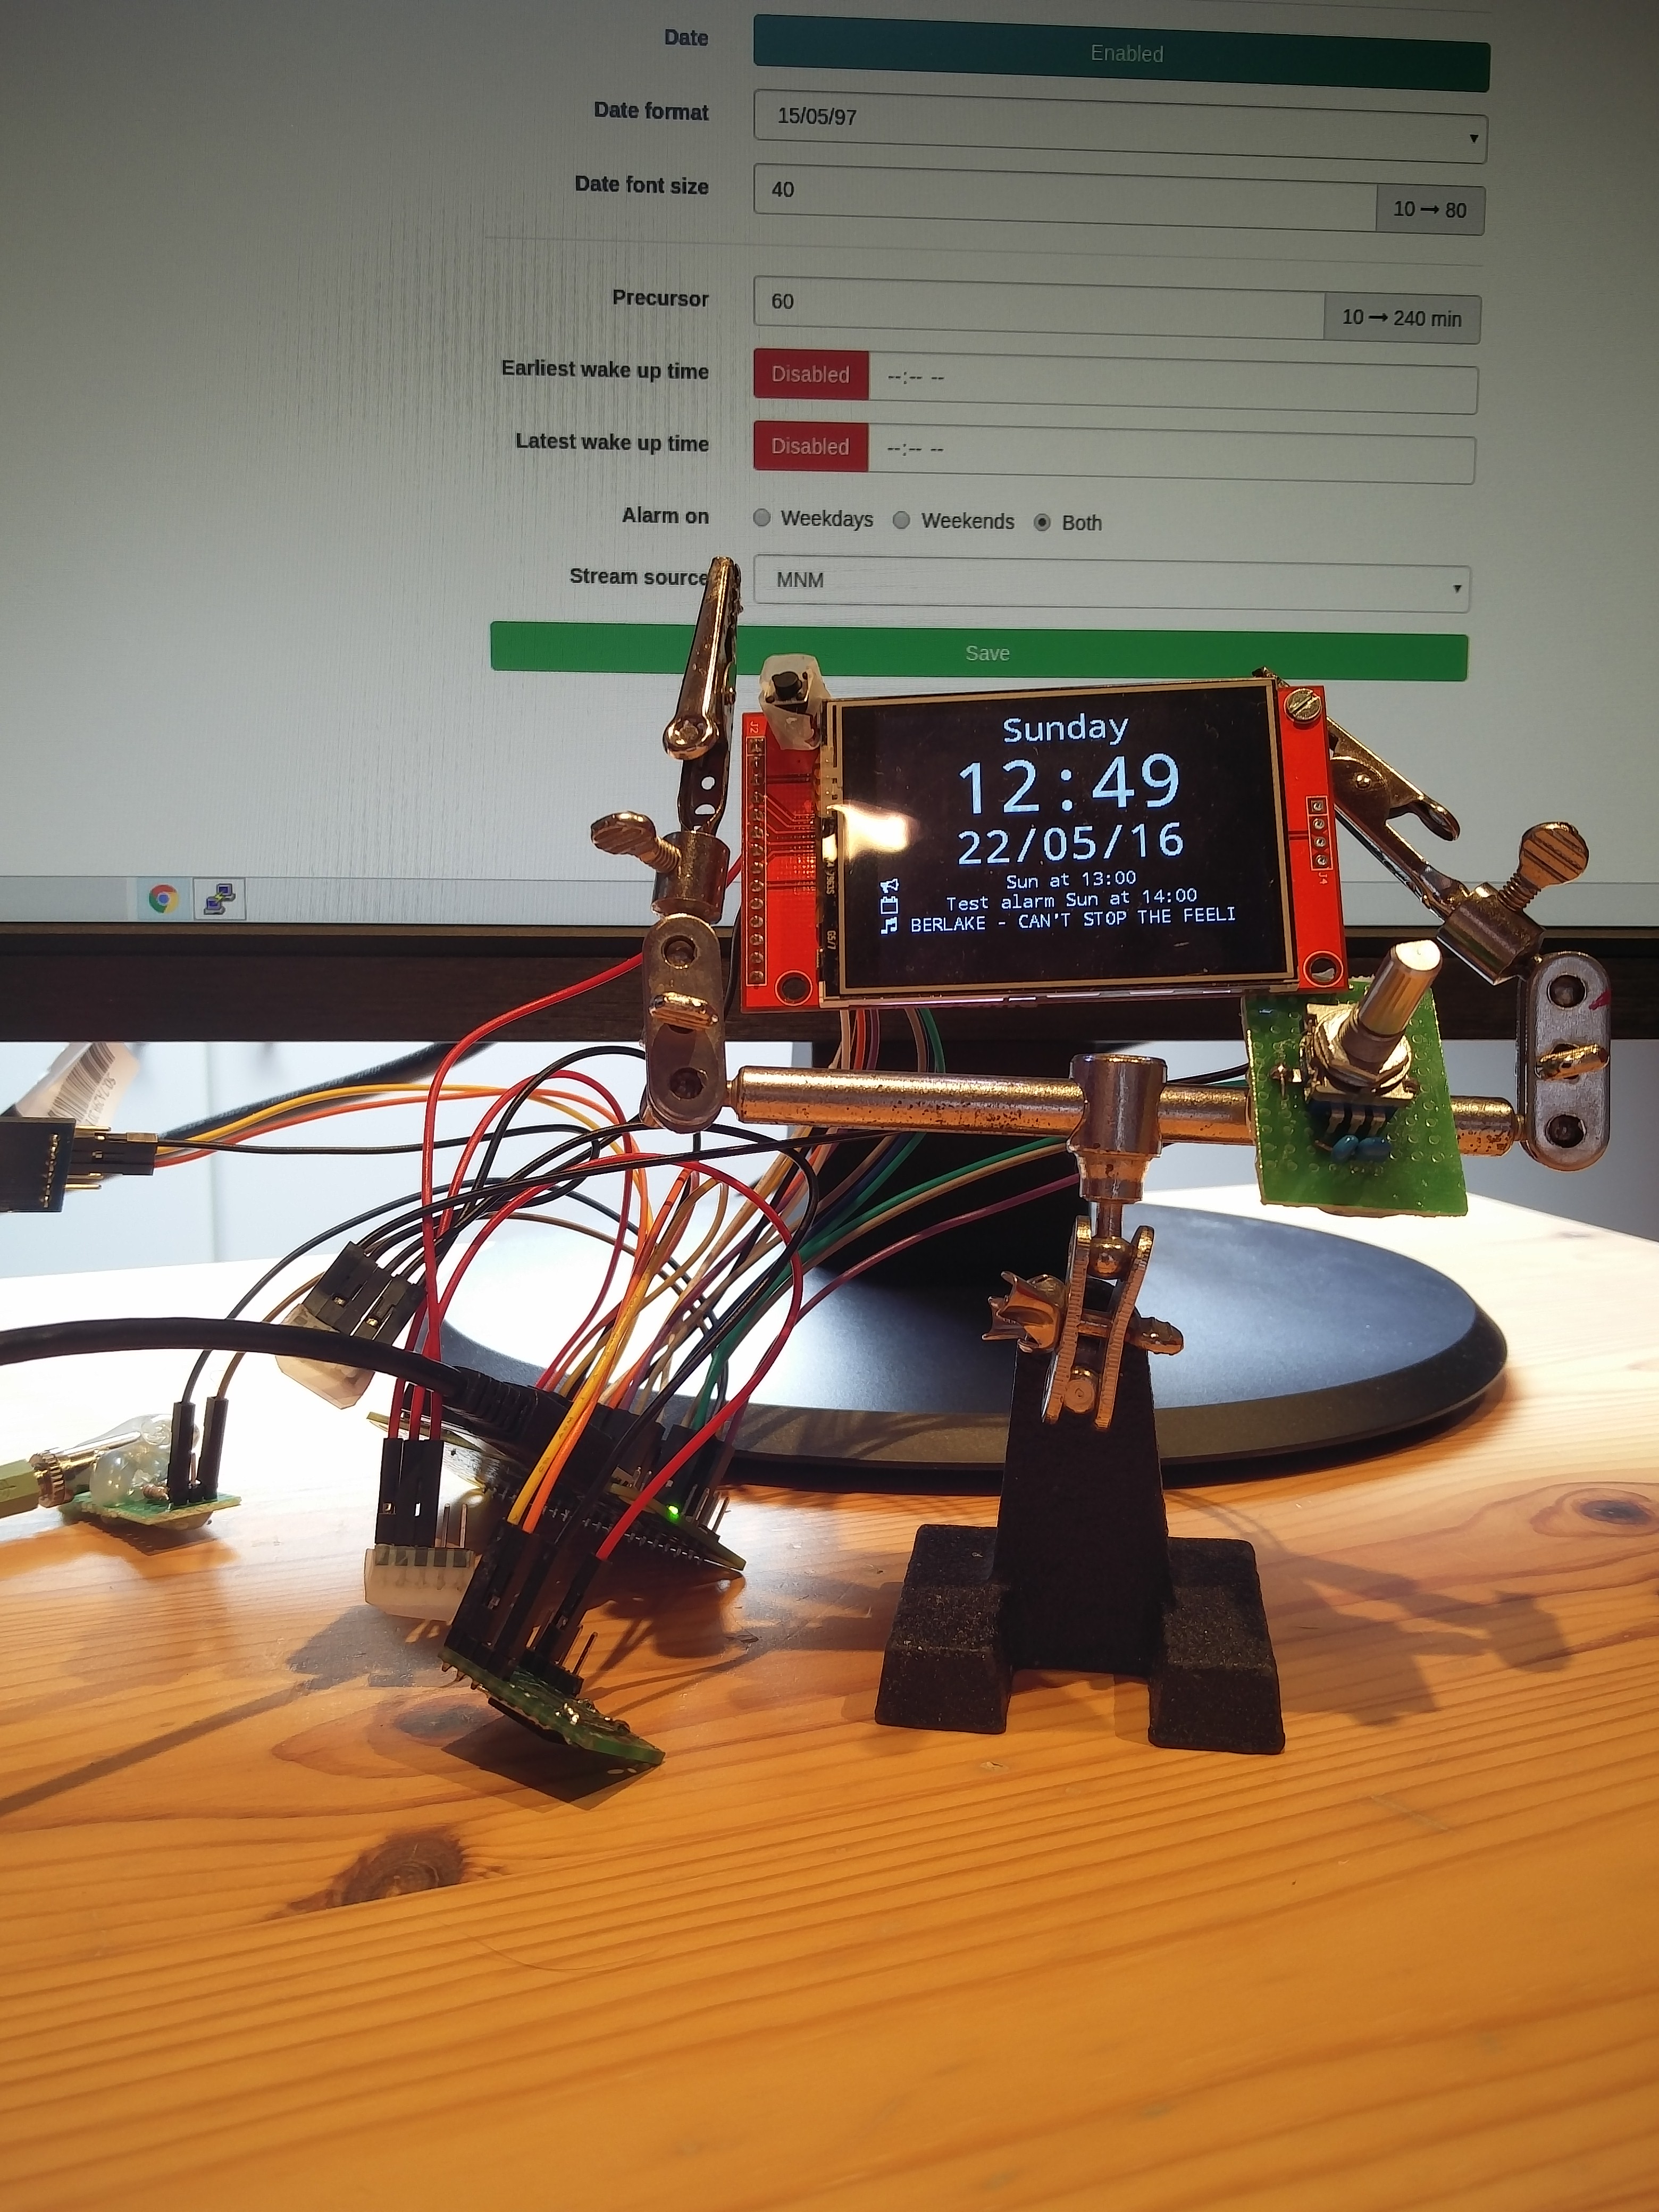 Date
Enabled
Date format
15/05/97
Date font size
40
10 → 80
Precursor
60
10 → 240 min
Earliest wake up time
Disabled
--:-- --
Latest wake up time
Disabled
--:-- --
Alarm on
Weekdays
Weekends
Both
Stream source
MNM
Save
J2
Sunday
12:49
22/05/16
Sun at 13:00
Test alarm Sun at 14:00
BERLAKE - CAN'T STOP THE FEELI
J4